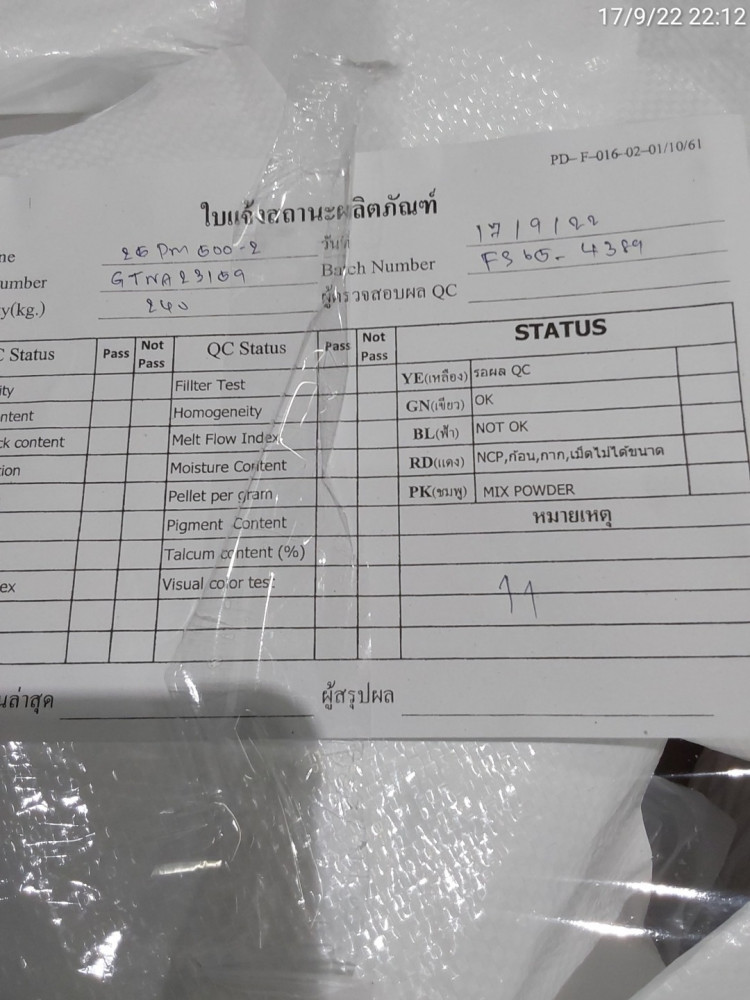 17/9/22 22:12
PD-F-016-02-01/10/61
ใบแจ้งสถานะผลิตภัณฑ์
ne วันที่ 17/9/22
umber GTNA23169 Batch Number FS65-4389
y(kg.) 240 ผู้ตรวจสอบผล QC
C Status Pass Not Pass QC Status Pass Not Pass STATUS
ity Fillter Test YE(เหลือง) รอผล QC
ntent Homogeneity GN(เขียว) OK
ck content Melt Flow Index BL(ฟ้า) NOT OK
ion Moisture Content RD(แดง) NCP,ก้อน,กาก,เม็ดไม่ได้ขนาด
Pellet per gram PK(ชมพู) MIX POWDER
Pigment Content หมายเหตุ
Talcum content (%)
ex Visual color test
11
นล่าสุด ผู้สรุปผล